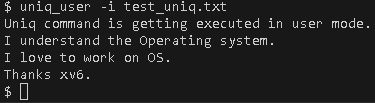 $ uniq_user -i test_uniq.txt
Uniq command is getting executed in user mode.
I understand the Operating system.
I love to work on OS.
Thanks xv6.
$